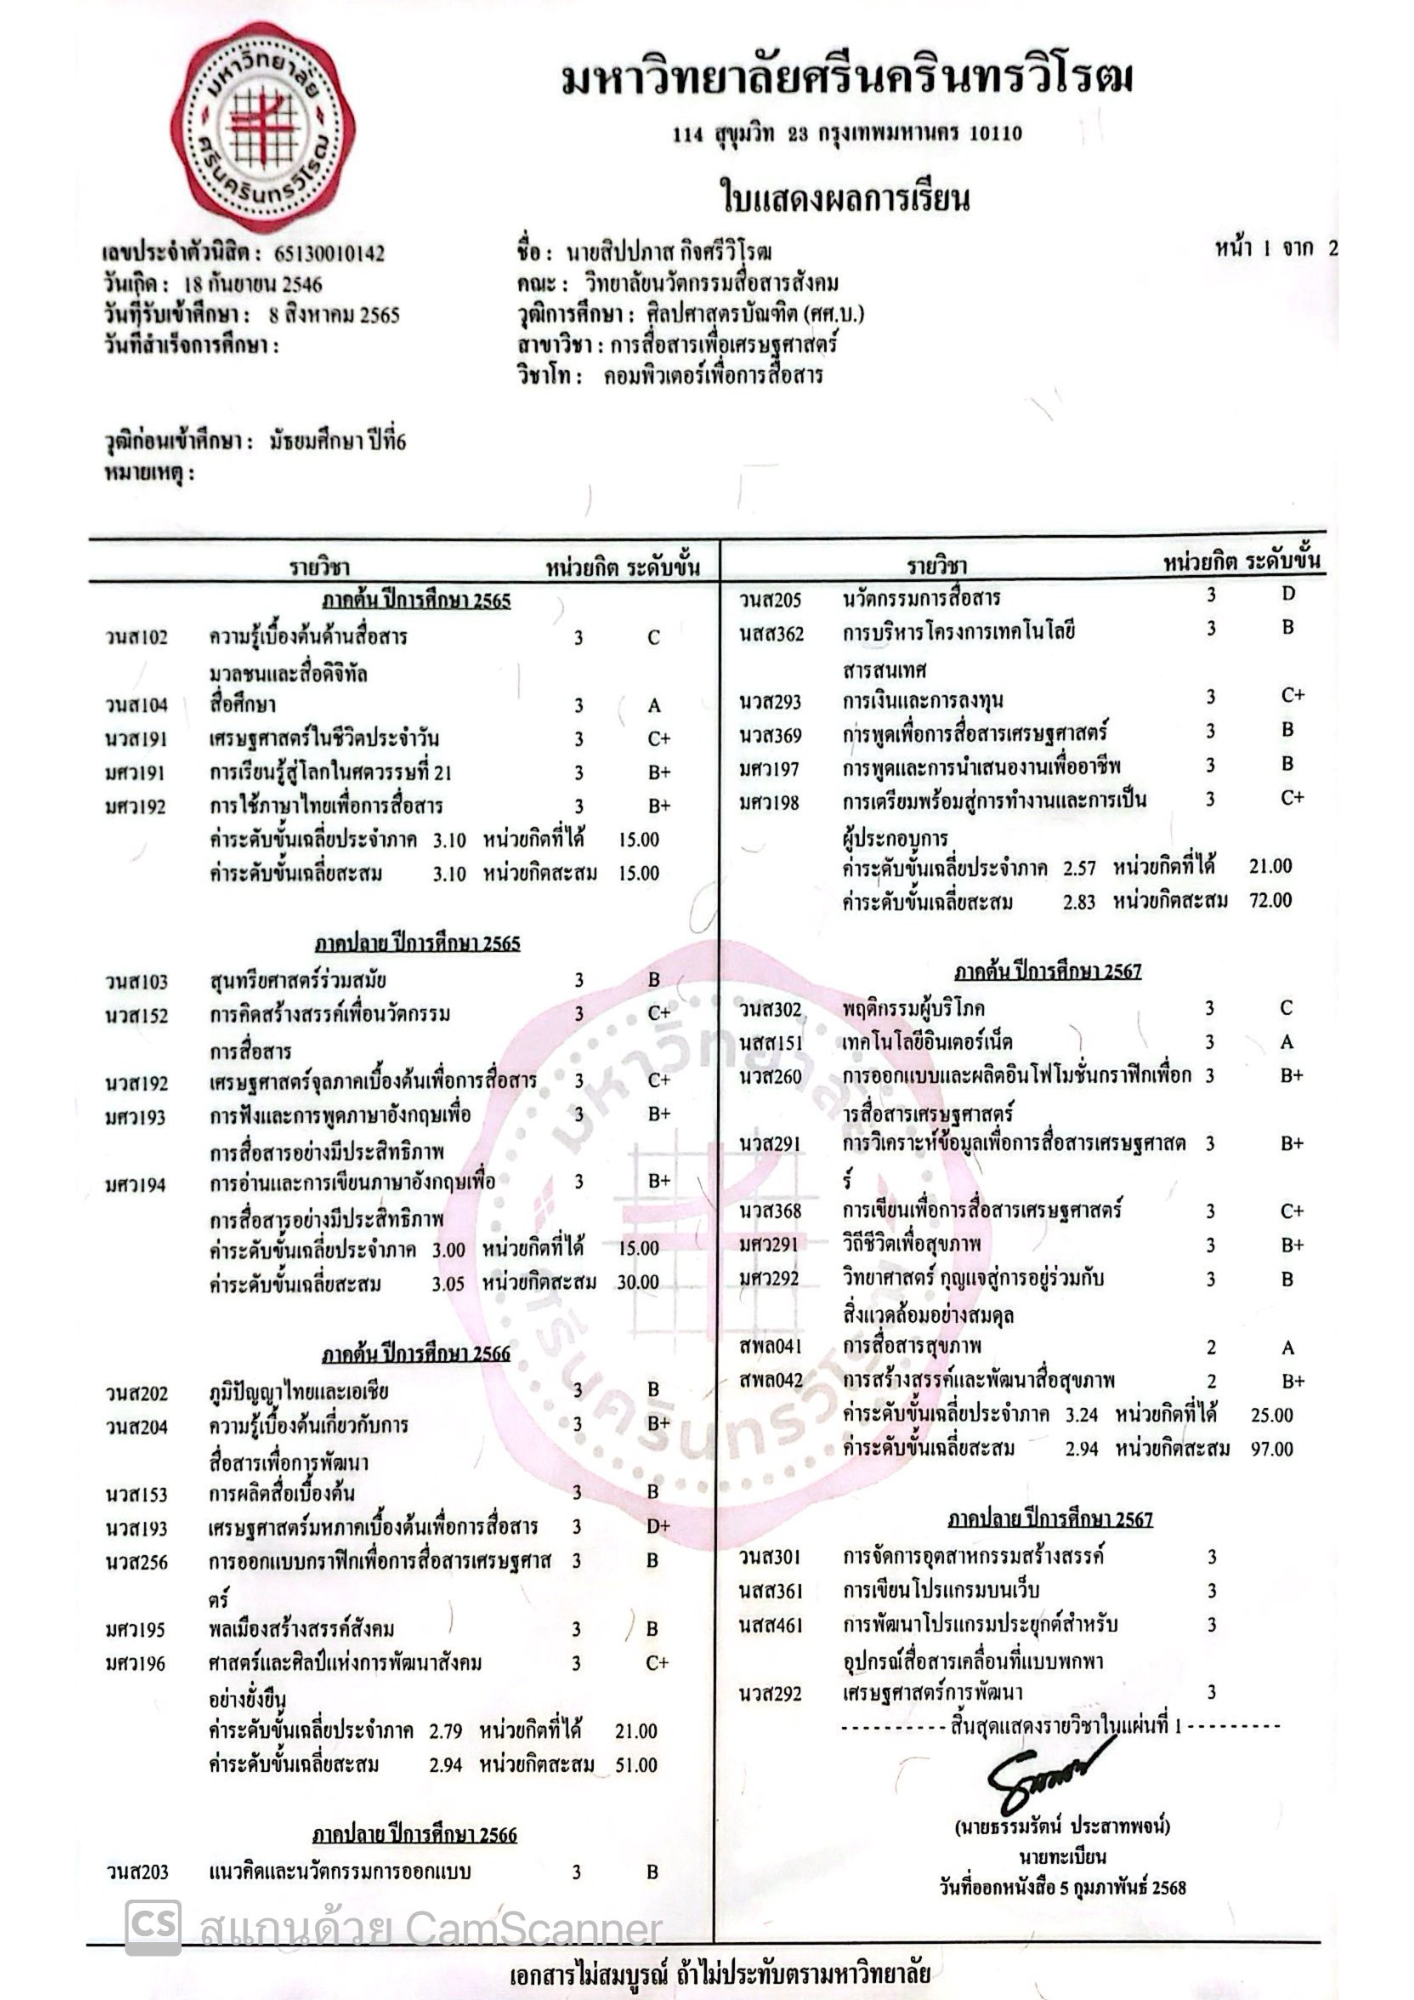 มหาวิทยาลัย
ศรีนครินทรวิโรฒ
มหาวิทยาลัยศรีนครินทรวิโรฒ
114 สุขุมวิท 23 กรุงเทพมหานคร 10110
ใบแสดงผลการเรียน
หน้า 1 จาก 2
เลขประจำตัวนิสิต : 65130010142
วันเกิด : 18 กันยายน 2546
วันที่รับเข้าศึกษา : 8 สิงหาคม 2565
วันที่สำเร็จการศึกษา :
ชื่อ : นายสิปปภาส กิจศรีวิโรฒ
คณะ : วิทยาลัยนวัตกรรมสื่อสารสังคม
วุฒิการศึกษา : ศิลปศาสตรบัณฑิต (ศศ.บ.)
สาขาวิชา : การสื่อสารเพื่อเศรษฐศาสตร์
วิชาโท : คอมพิวเตอร์เพื่อการสื่อสาร
วุฒิก่อนเข้าศึกษา : มัธยมศึกษา ปีที่6
หมายเหตุ :
รายวิชา หน่วยกิต ระดับขั้น
ภาคต้น ปีการศึกษา 2565
วนส102 ความรู้เบื้องต้นด้านสื่อสาร 3 C
มวลชนและสื่อดิจิทัล
วนส104 สื่อศึกษา 3 A
นวส191 เศรษฐศาสตร์ในชีวิตประจำวัน 3 C+
มศว191 การเรียนรู้สู่โลกในศตวรรษที่ 21 3 B+
มศว192 การใช้ภาษาไทยเพื่อการสื่อสาร 3 B+
ค่าระดับขั้นเฉลี่ยประจำภาค 3.10 หน่วยกิตที่ได้ 15.00
ค่าระดับขั้นเฉลี่ยสะสม 3.10 หน่วยกิตสะสม 15.00
ภาคปลาย ปีการศึกษา 2565
วนส103 สุนทรียศาสตร์ร่วมสมัย 3 B
นวส152 การคิดสร้างสรรค์เพื่อนวัตกรรม 3 C+
การสื่อสาร
นวส192 เศรษฐศาสตร์จุลภาคเบื้องต้นเพื่อการสื่อสาร 3 C+
มศว193 การฟังและการพูดภาษาอังกฤษเพื่อ 3 B+
การสื่อสารอย่างมีประสิทธิภาพ
มศว194 การอ่านและการเขียนภาษาอังกฤษเพื่อ 3 B+
การสื่อสารอย่างมีประสิทธิภาพ
ค่าระดับขั้นเฉลี่ยประจำภาค 3.00 หน่วยกิตที่ได้ 15.00
ค่าระดับขั้นเฉลี่ยสะสม 3.05 หน่วยกิตสะสม 30.00
ภาคต้น ปีการศึกษา 2566
วนส202 ภูมิปัญญาไทยและเอเชีย 3 B
วนส204 ความรู้เบื้องต้นเกี่ยวกับการ 3 B+
สื่อสารเพื่อการพัฒนา
นวส153 การผลิตสื่อเบื้องต้น 3 B
นวส193 เศรษฐศาสตร์มหภาคเบื้องต้นเพื่อการสื่อสาร 3 D+
นวส256 การออกแบบกราฟิกเพื่อการสื่อสารเศรษฐศาส 3 B
ตร์
มศว195 พลเมืองสร้างสรรค์สังคม 3 B
มศว196 ศาสตร์และศิลป์แห่งการพัฒนาสังคม 3 C+
อย่างยั่งยืน
ค่าระดับขั้นเฉลี่ยประจำภาค 2.79 หน่วยกิตที่ได้ 21.00
ค่าระดับขั้นเฉลี่ยสะสม 2.94 หน่วยกิตสะสม 51.00
ภาคปลาย ปีการศึกษา 2566
วนส203 แนวคิดและนวัตกรรมการออกแบบ 3 B
รายวิชา หน่วยกิต ระดับขั้น
วนส205 นวัตกรรมการสื่อสาร 3 D
นสส362 การบริหารโครงการเทคโนโลยี 3 B
สารสนเทศ
นวส293 การเงินและการลงทุน 3 C+
นวส369 การพูดเพื่อการสื่อสารเศรษฐศาสตร์ 3 B
มศว197 การพูดและการนำเสนองานเพื่ออาชีพ 3 B
มศว198 การเตรียมพร้อมสู่การทำงานและการเป็น 3 C+
ผู้ประกอบการ
ค่าระดับขั้นเฉลี่ยประจำภาค 2.57 หน่วยกิตที่ได้ 21.00
ค่าระดับขั้นเฉลี่ยสะสม 2.83 หน่วยกิตสะสม 72.00
ภาคต้น ปีการศึกษา 2567
วนส302 พฤติกรรมผู้บริโภค 3 C
นสส151 เทคโนโลยีอินเตอร์เน็ต 3 A
นวส260 การออกแบบและผลิตอินโฟโมชั่นกราฟิกเพื่อก 3 B+
ารสื่อสารเศรษฐศาสตร์
นวส291 การวิเคราะห์ข้อมูลเพื่อการสื่อสารเศรษฐศาสต 3 B+
ร์
นวส368 การเขียนเพื่อการสื่อสารเศรษฐศาสตร์ 3 C+
มศว291 วิถีชีวิตเพื่อสุขภาพ 3 B+
มศว292 วิทยาศาสตร์ กุญแจสู่การอยู่ร่วมกับ 3 B
สิ่งแวดล้อมอย่างสมดุล
สพล041 การสื่อสารสุขภาพ 2 A
สพล042 การสร้างสรรค์และพัฒนาสื่อสุขภาพ 2 B+
ค่าระดับขั้นเฉลี่ยประจำภาค 3.24 หน่วยกิตที่ได้ 25.00
ค่าระดับขั้นเฉลี่ยสะสม 2.94 หน่วยกิตสะสม 97.00
ภาคปลาย ปีการศึกษา 2567
วนส301 การจัดการอุตสาหกรรมสร้างสรรค์ 3
นสส361 การเขียนโปรแกรมบนเว็บ 3
นสส461 การพัฒนาโปรแกรมประยุกต์สำหรับ 3
อุปกรณ์สื่อสารเคลื่อนที่แบบพกพา
นวส292 เศรษฐศาสตร์การพัฒนา 3
---------- สิ้นสุดแสดงรายวิชาในแผ่นที่ 1 ---------
(นายธรรมรัตน์ ประสาทพจน์)
นายทะเบียน
วันที่ออกหนังสือ 5 กุมภาพันธ์ 2568
CS สแกนด้วย CamScanner
เอกสารไม่สมบูรณ์ ถ้าไม่ประทับตรามหาวิทยาลัย